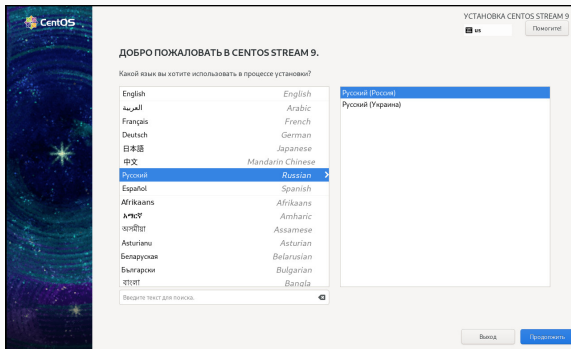 CentOS
УСТАНОВКА CENTOS STREAM 9
us
Помогите!
ДОБРО ПОЖАЛОВАТЬ В CENTOS STREAM 9.
Какой язык вы хотите использовать в процессе установки?
English English
العربية Arabic
Français French
Deutsch German
日本語 Japanese
中文 Mandarin Chinese
Русский Russian
Español Spanish
Afrikaans Afrikaans
አማርኛ Amharic
অসমীয়া Assamese
Asturianu Asturian
Беларуская Belarusian
Български Bulgarian
বাংলা Bangla
Русский (Россия)
Русский (Украина)
Введите текст для поиска.
Выход
Продолжить